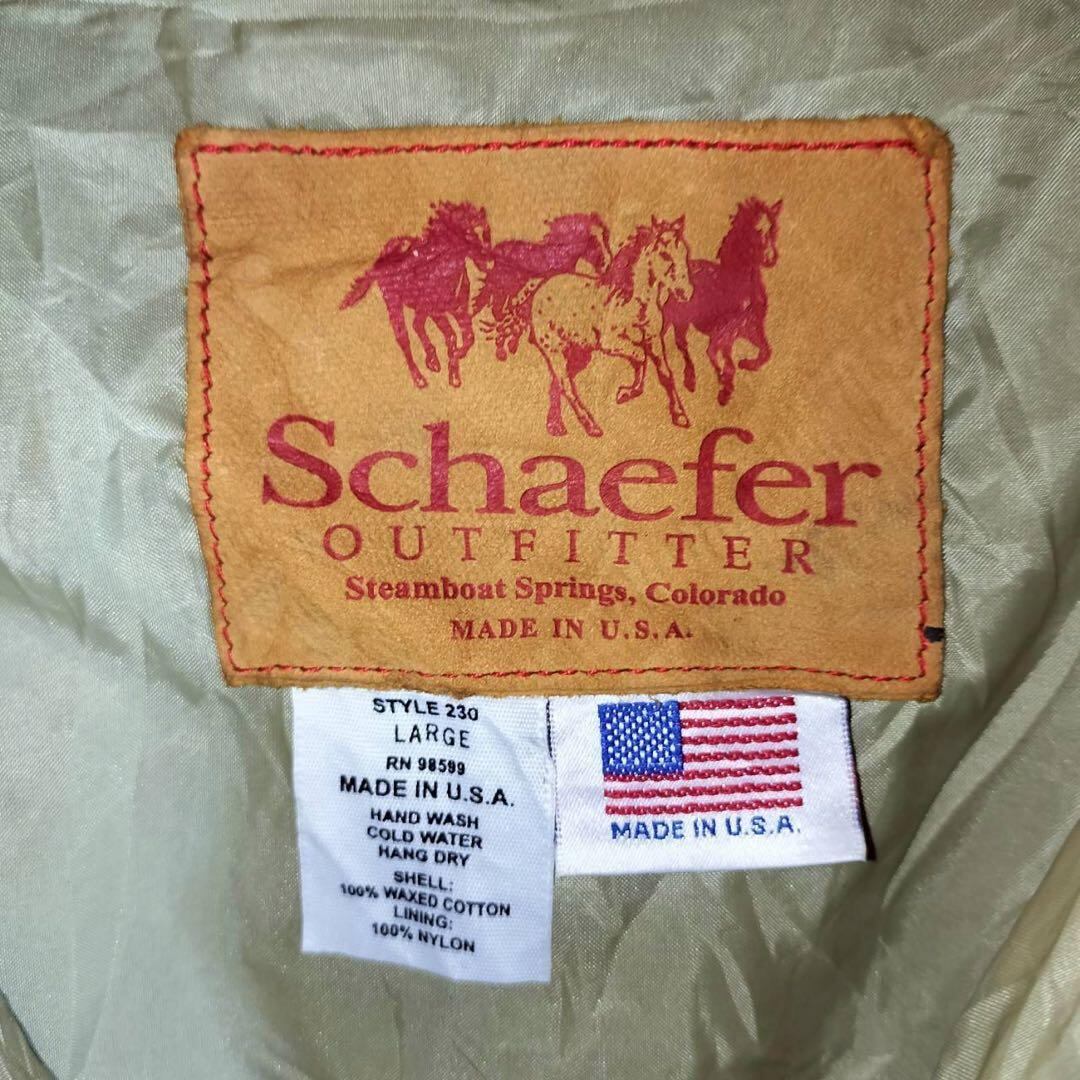 Schaefer
OUTFITTER
Steamboat Springs, Colorado
MADE IN U.S.A.
STYLE 230
LARGE
RN 98599
MADE IN U.S.A.
HAND WASH
COLD WATER
HANG DRY
SHELL:
100% WAXED COTTON
LINING:
100% NYLON
MADE IN U.S.A.